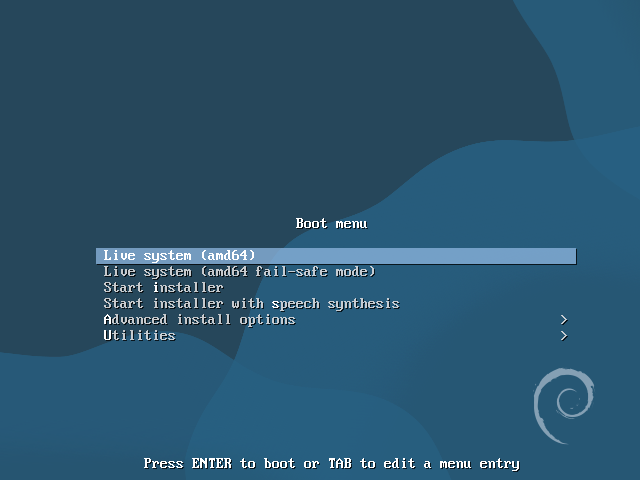 Boot menu
Live system (amd64)
Live system (amd64 fail-safe mode)
Start installer
Start installer with speech synthesis
Advanced install options >
Utilities >
Press ENTER to boot or TAB to edit a menu entry